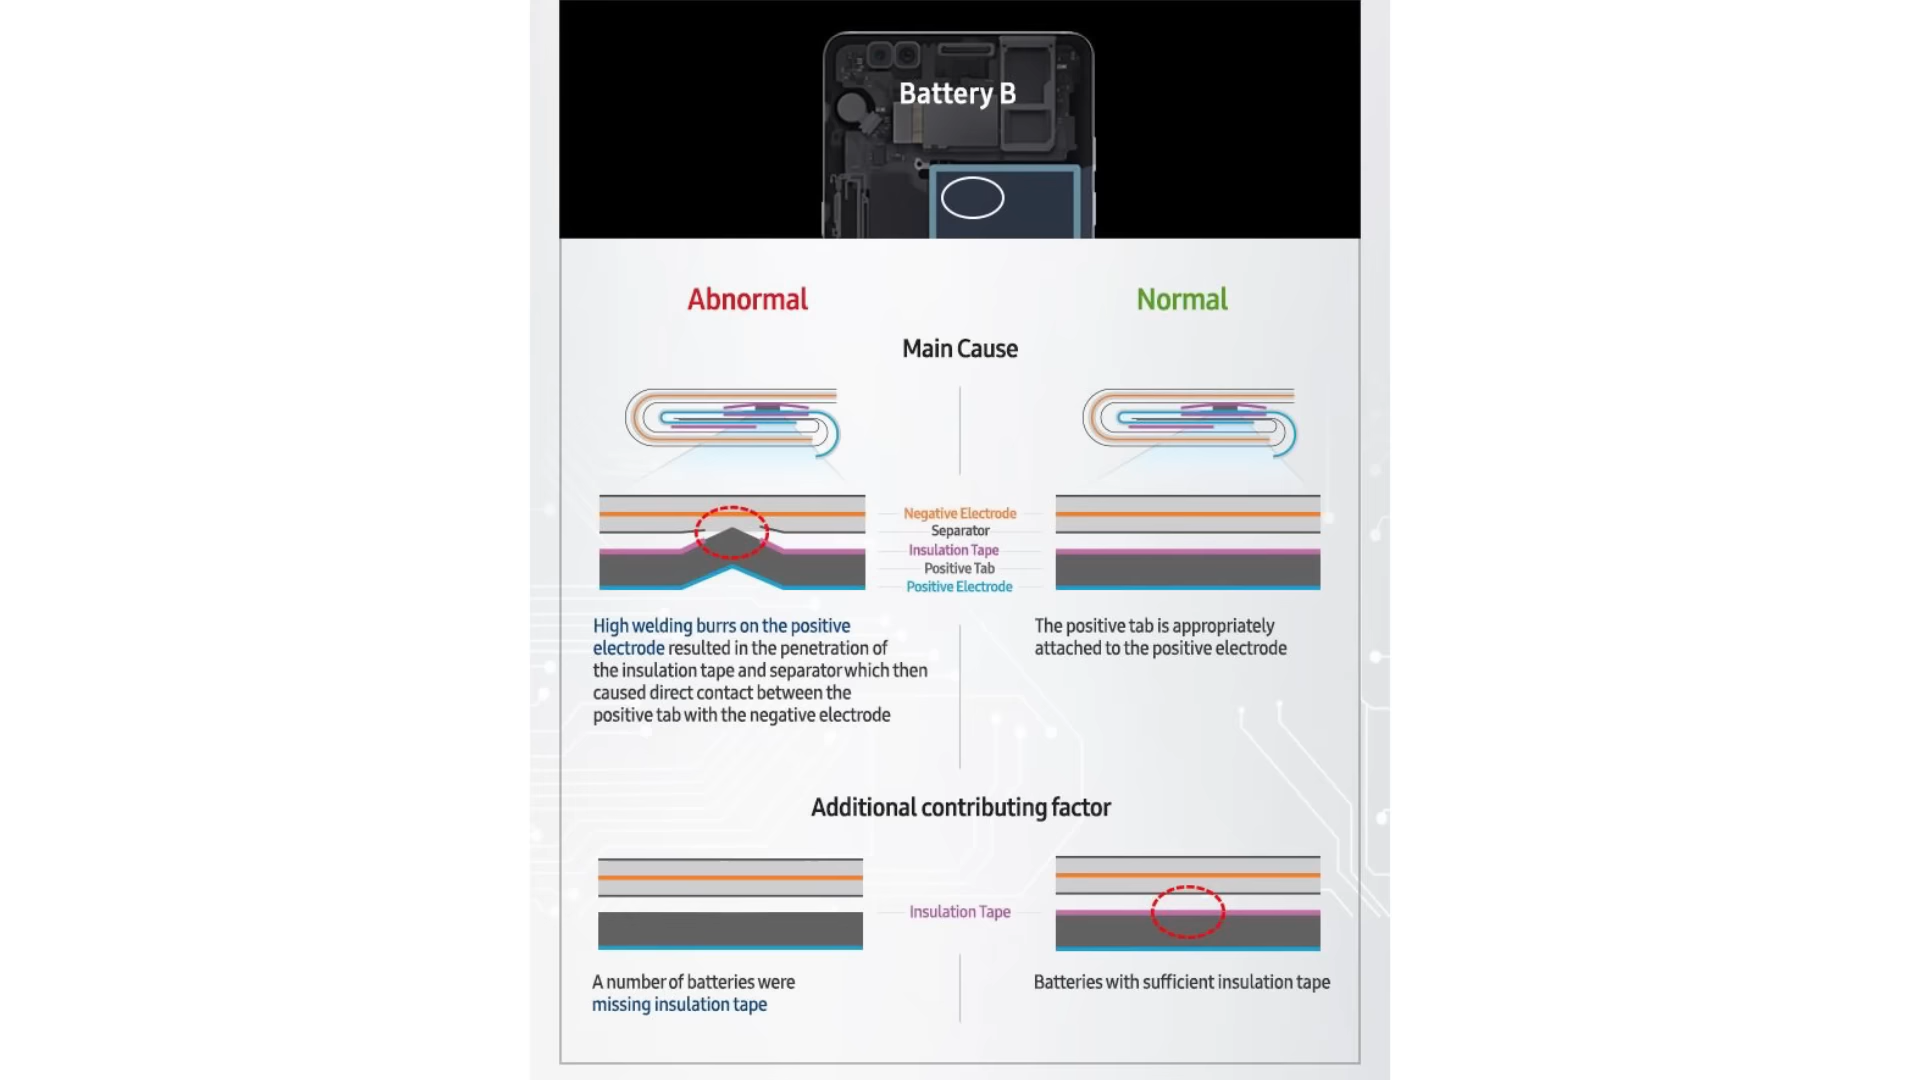 Battery B
Abnormal
Normal
Main Cause
Negative Electrode
Separator
Insulation Tape
Positive Tab
Positive Electrode
High welding burrs on the positive
electrode resulted in the penetration of
the insulation tape and separator which then
caused direct contact between the
positive tab with the negative electrode
The positive tab is appropriately
attached to the positive electrode
Additional contributing factor
Insulation Tape
A number of batteries were
missing insulation tape
Batteries with sufficient insulation tape